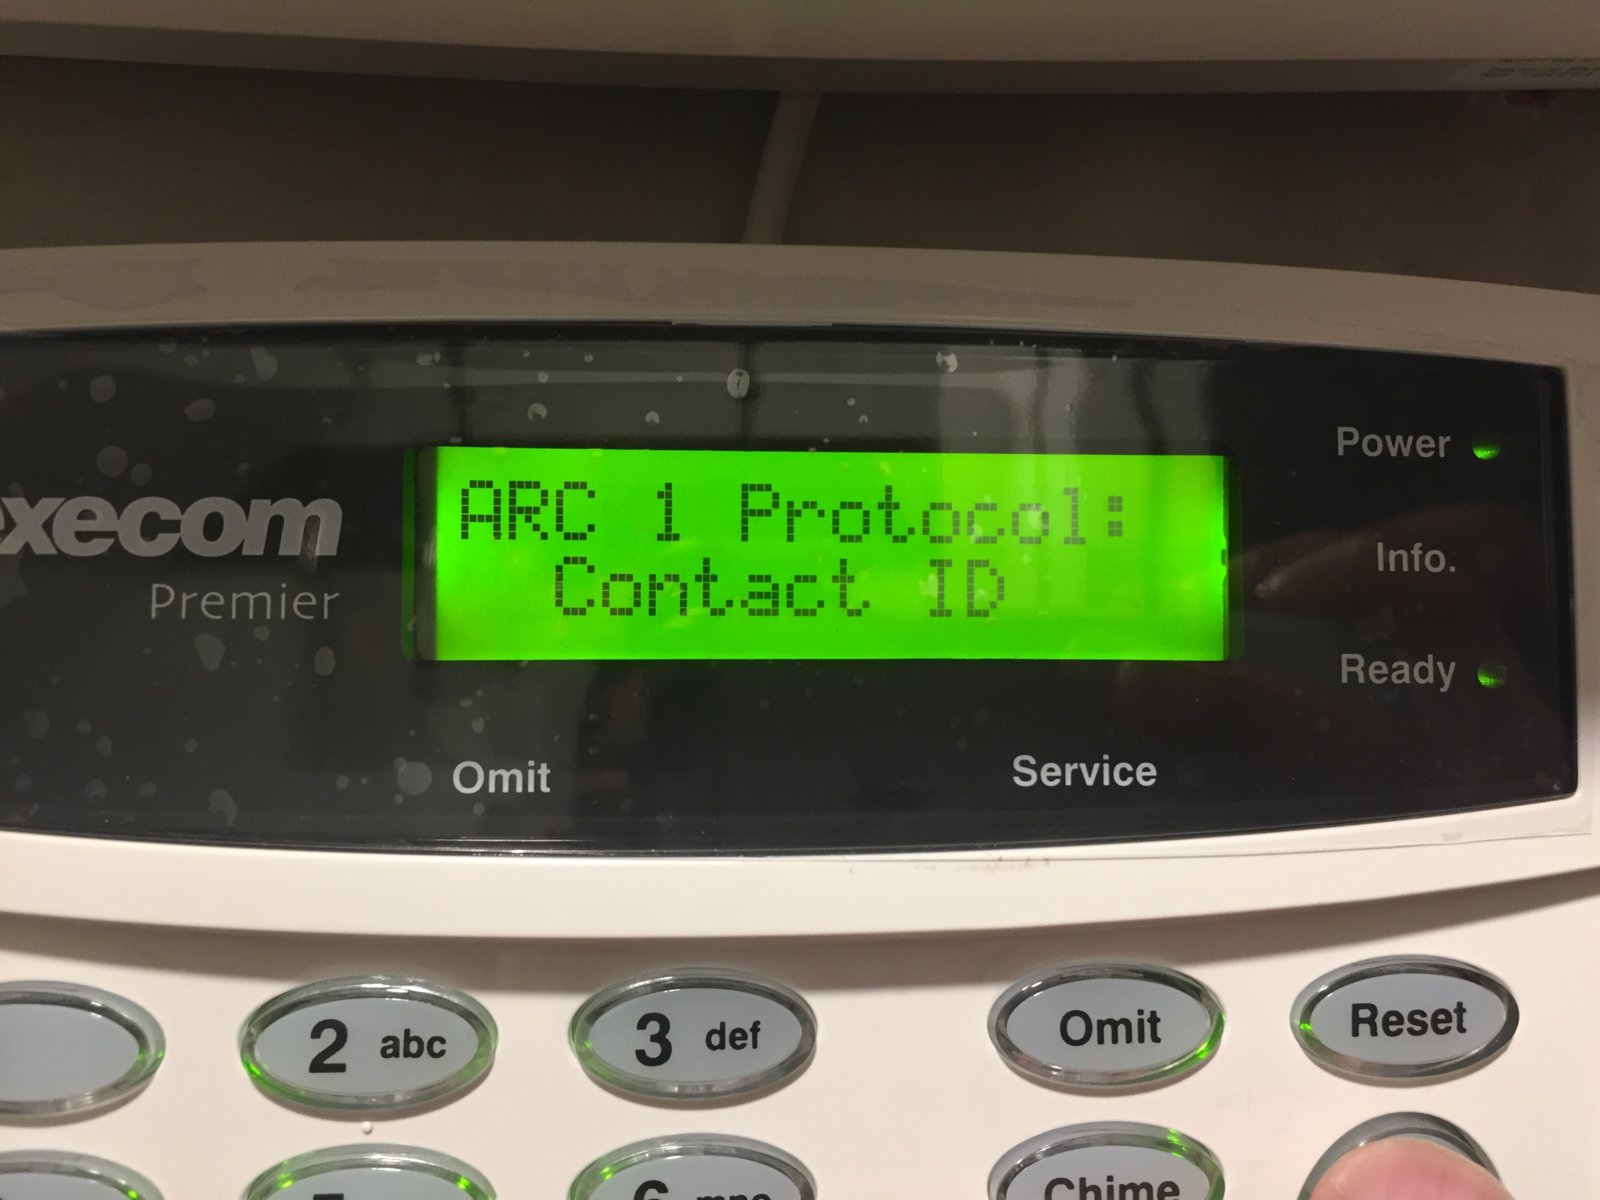 ARC 1 Protocol:
Contact ID
execom
Premier
Power
Info.
Ready
Omit
Service
2 abc
3 def
Omit
Reset
Chime